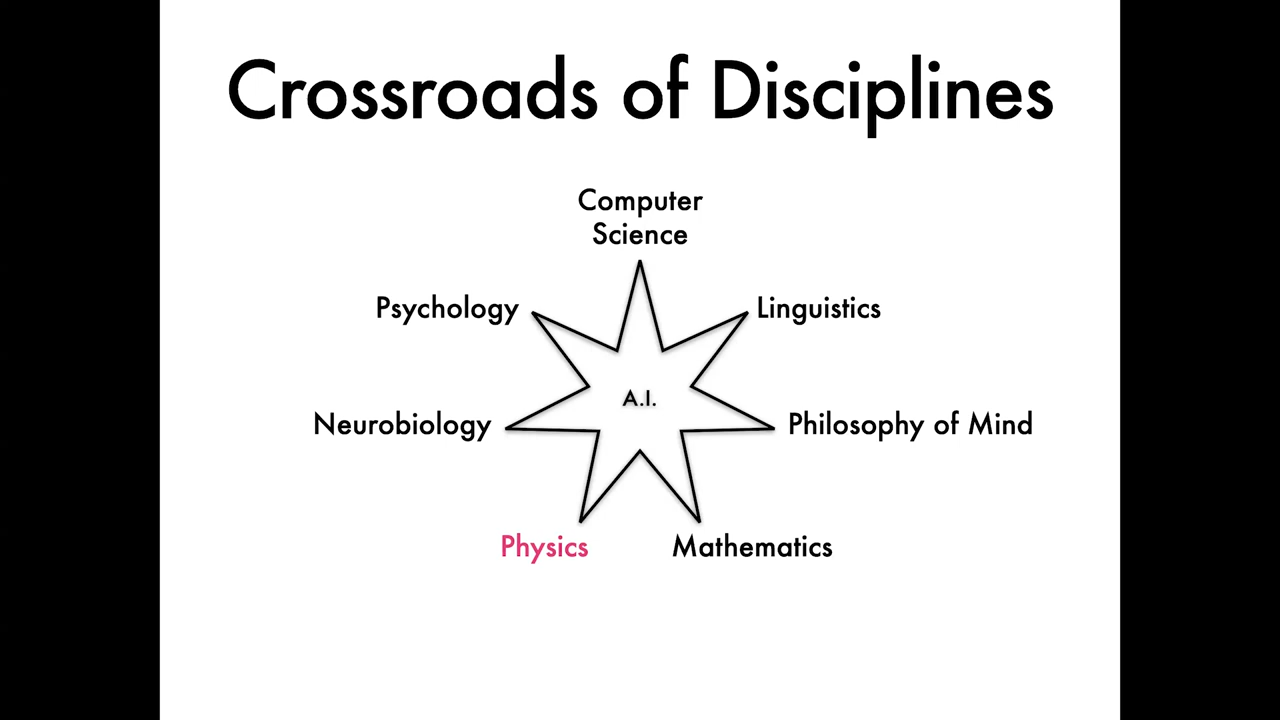 Crossroads of Disciplines
Computer
Science
Psychology
Linguistics
A.I.
Neurobiology
Philosophy of Mind
Physics
Mathematics